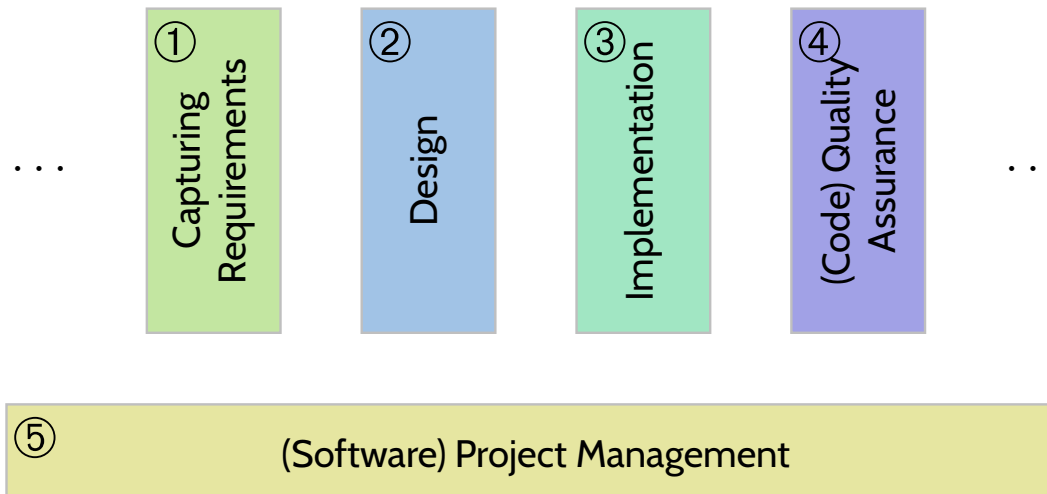 . . .
①
Capturing
Requirements
②
Design
③
Implementation
④
(Code) Quality
Assurance
. .
⑤
(Software) Project Management